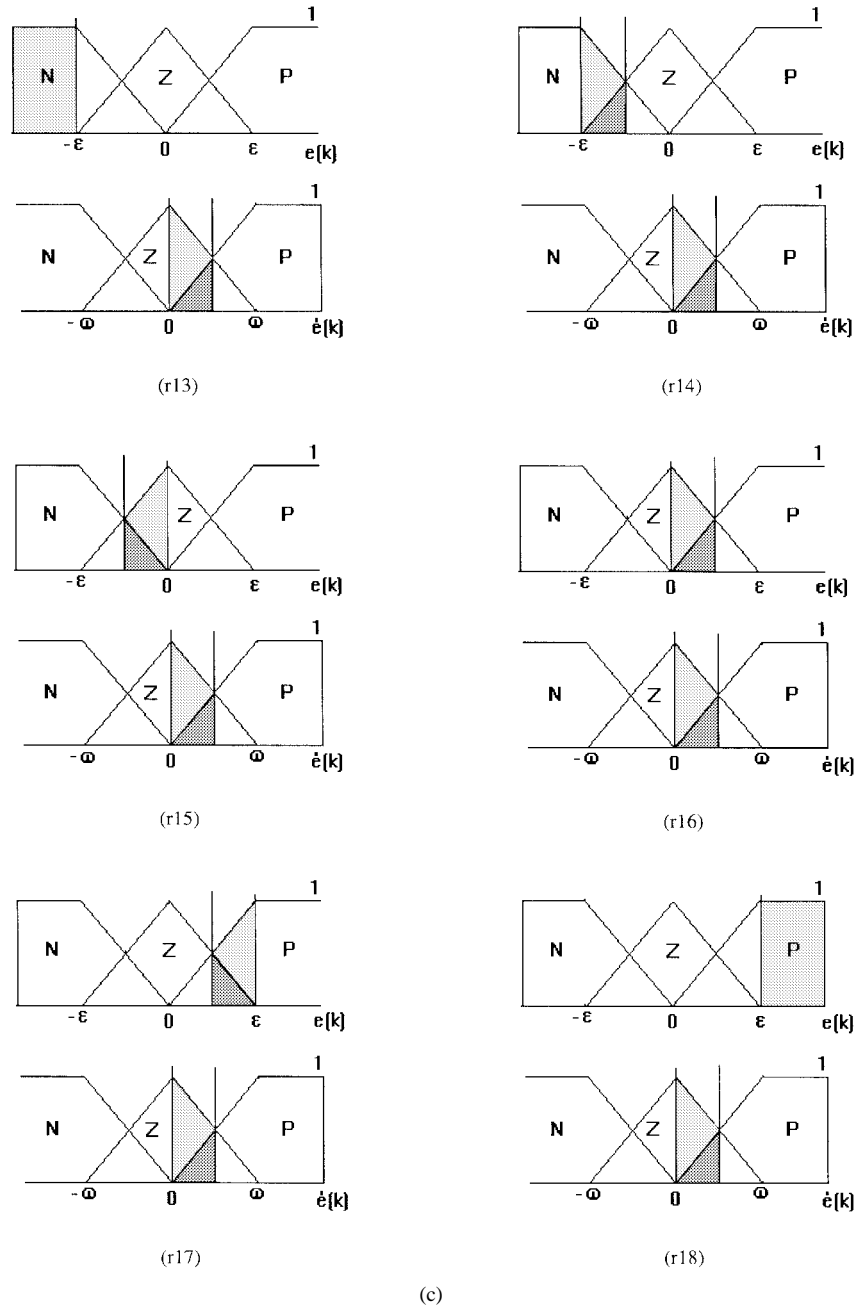 1
N Z P
-ε 0 ε e(k)
1
N Z P
-ω 0 ω ė(k)
(r13)
1
N Z P
-ε 0 ε e(k)
1
N Z P
-ω 0 ω ė(k)
(r14)
1
N Z P
-ε 0 ε e(k)
1
N Z P
-ω 0 ω ė(k)
(r15)
1
N Z P
-ε 0 ε e(k)
1
N Z P
-ω 0 ω ė(k)
(r16)
1
N Z P
-ε 0 ε e(k)
1
N Z P
-ω 0 ω ė(k)
(r17)
1
N Z P
-ε 0 ε e(k)
1
N Z P
-ω 0 ω ė(k)
(r18)
(c)